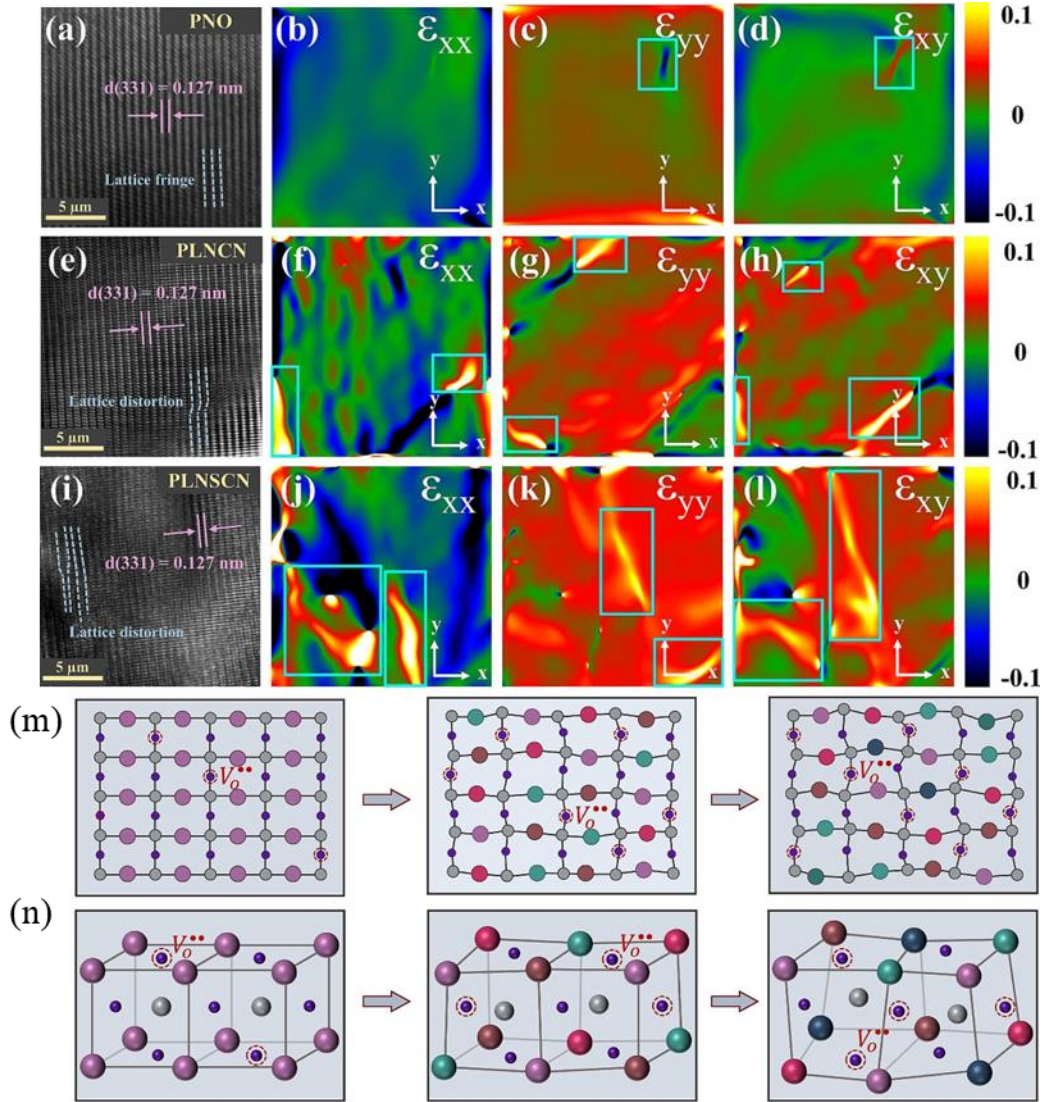 (a) PNO
d(331) = 0.127 nm
Lattice fringe
5 μm
(b) εxx
y
x
(c) εyy
y
x
(d) εxy
y
x
0.1
0
-0.1
(e) PLNCN
d(331) = 0.127 nm
Lattice distortion
5 μm
(f) εxx
y
x
(g) εyy
y
x
(h) εxy
y
x
0.1
0
-0.1
(i) PLNSCN
d(331) = 0.127 nm
Lattice distortion
5 μm
(j) εxx
y
x
(k) εyy
y
x
(l) εxy
y
x
0.1
0
-0.1
(m)
Vo••
Vo••
Vo••
(n)
Vo••
Vo••
Vo••